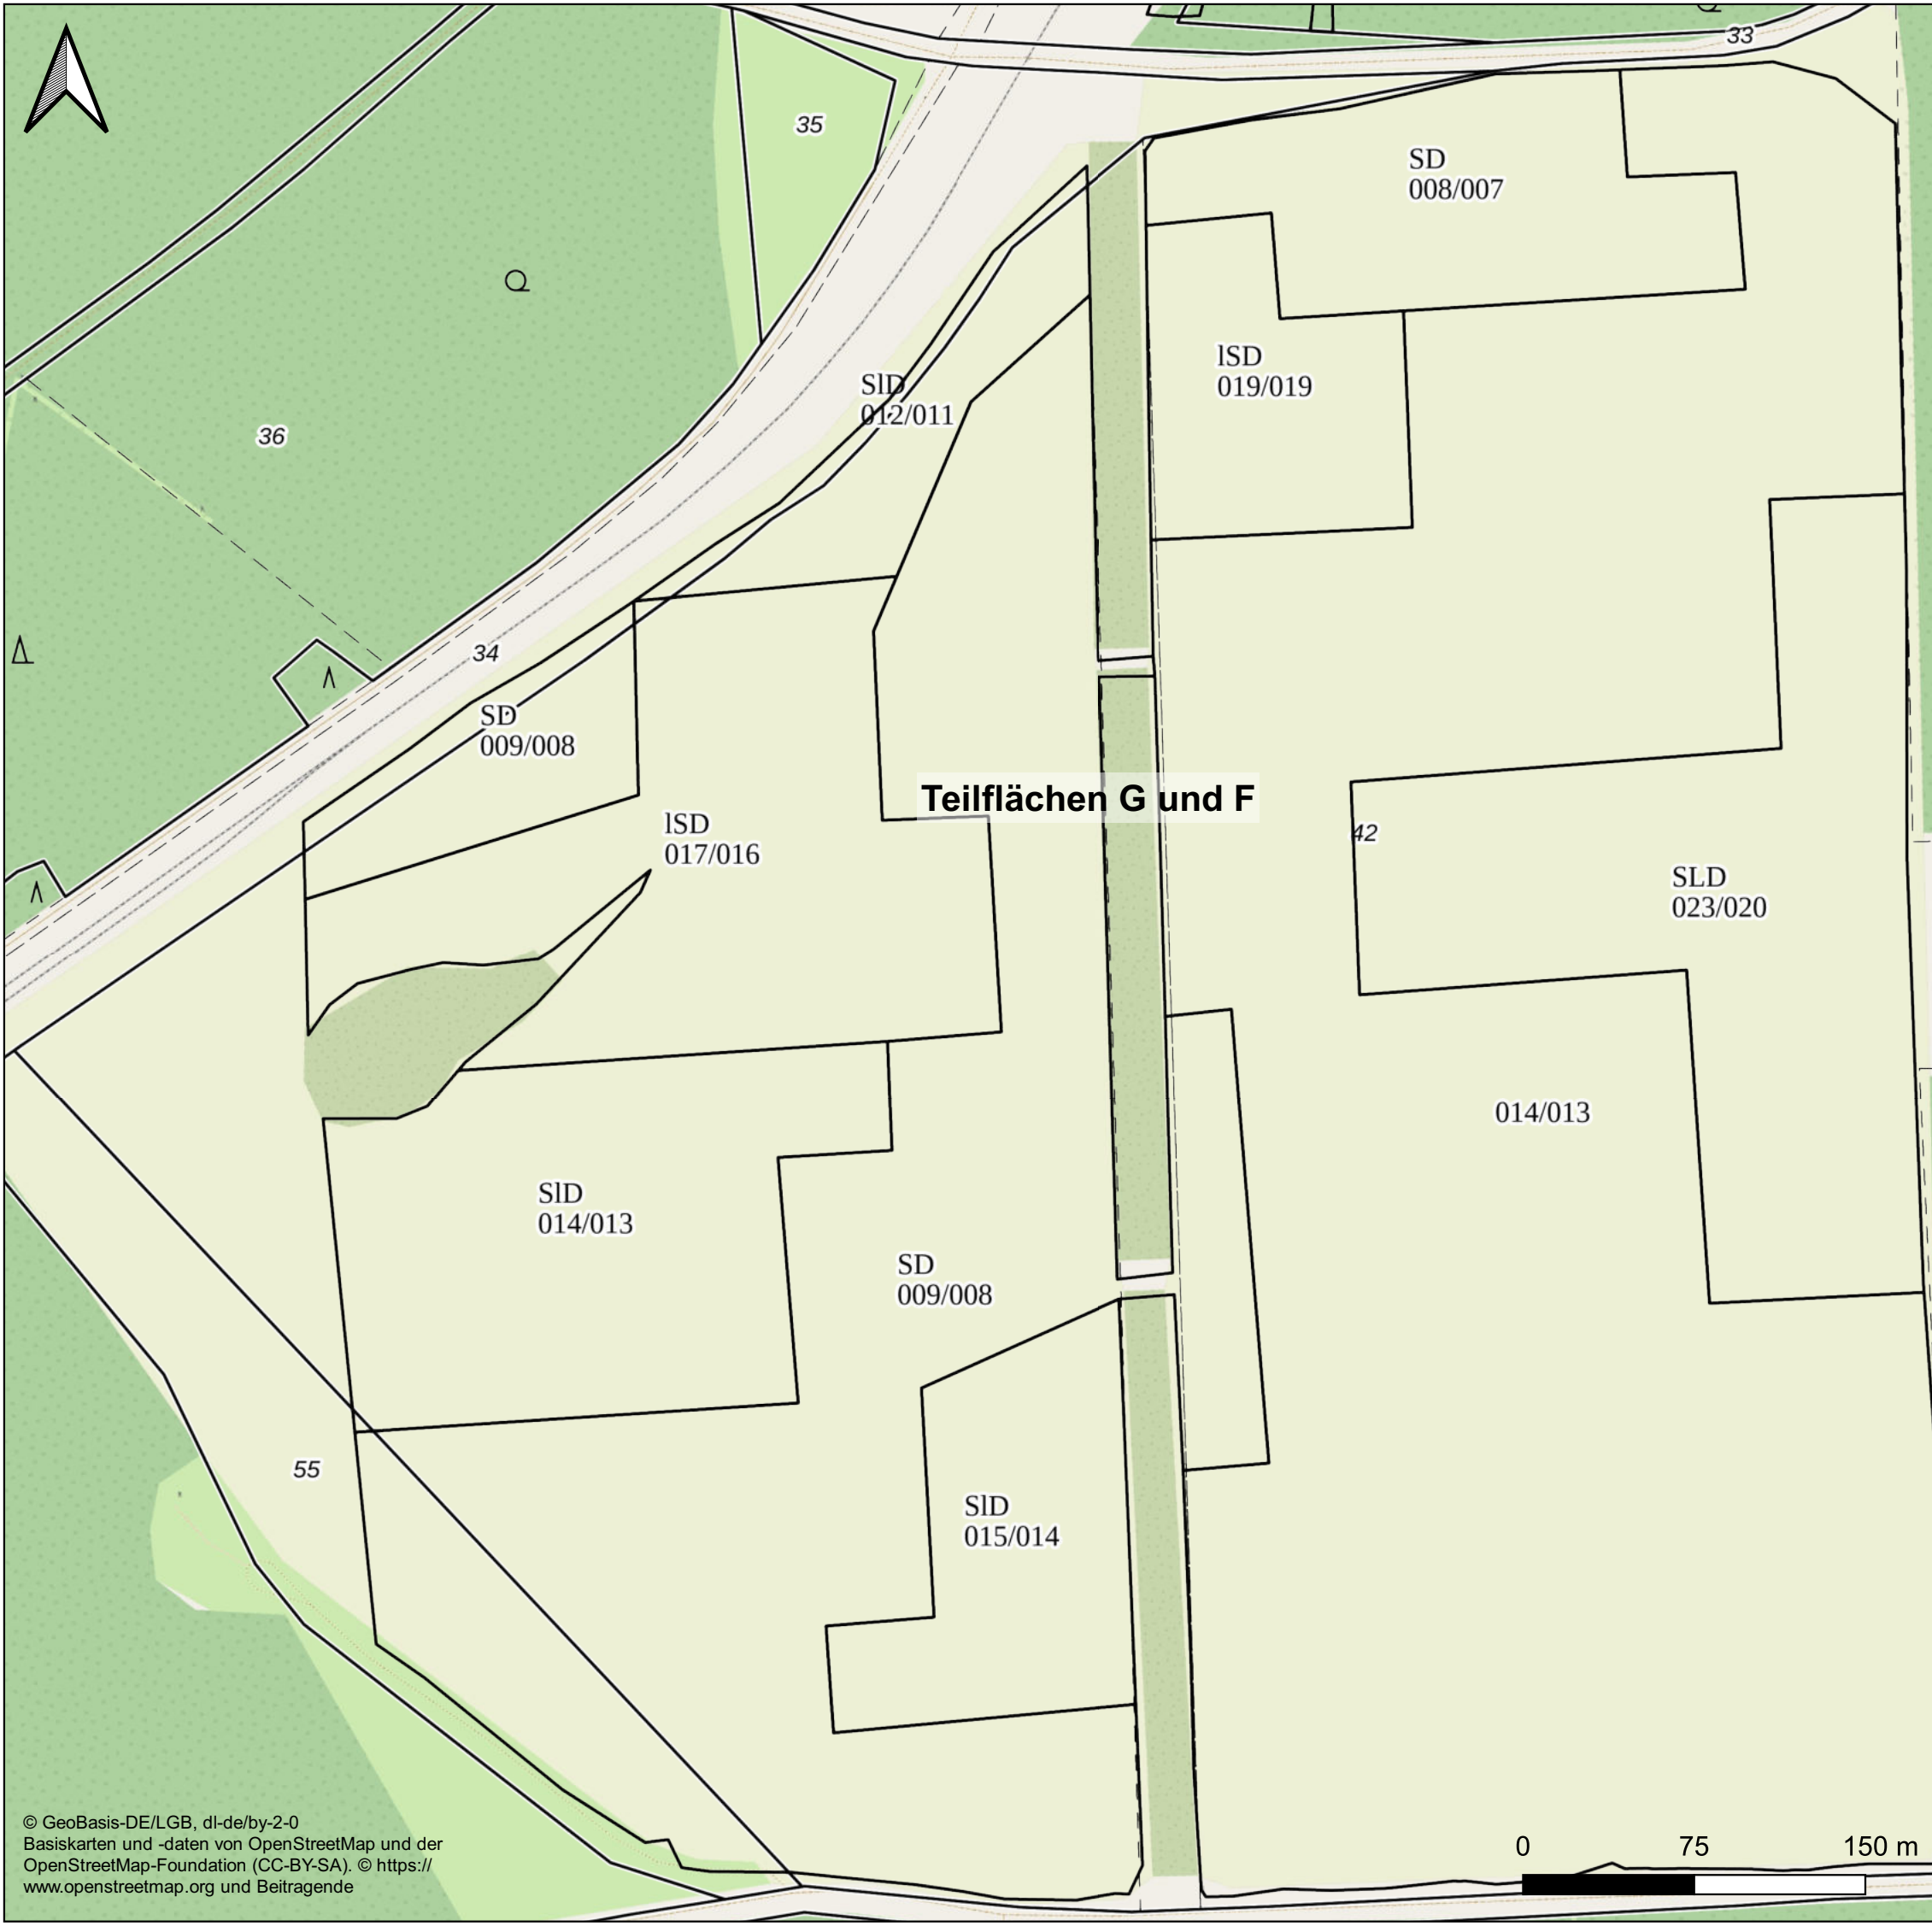 33
35
SD
008/007
lSD
019/019
SlD
012/011
36
34
SD
009/008
Teilflächen G und F
lSD
017/016
42
SLD
023/020
014/013
SlD
014/013
SD
009/008
55
SlD
015/014
© GeoBasis-DE/LGB, dl-de/by-2-0
Basiskarten und -daten von OpenStreetMap und der
OpenStreetMap-Foundation (CC-BY-SA). © https://
www.openstreetmap.org und Beitragende
0 75 150 m